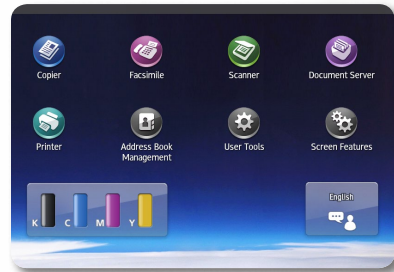 Copier
Facsimile
Scanner
Document Server
Printer
Address Book
Management
User Tools
Screen Features
English
K C M Y